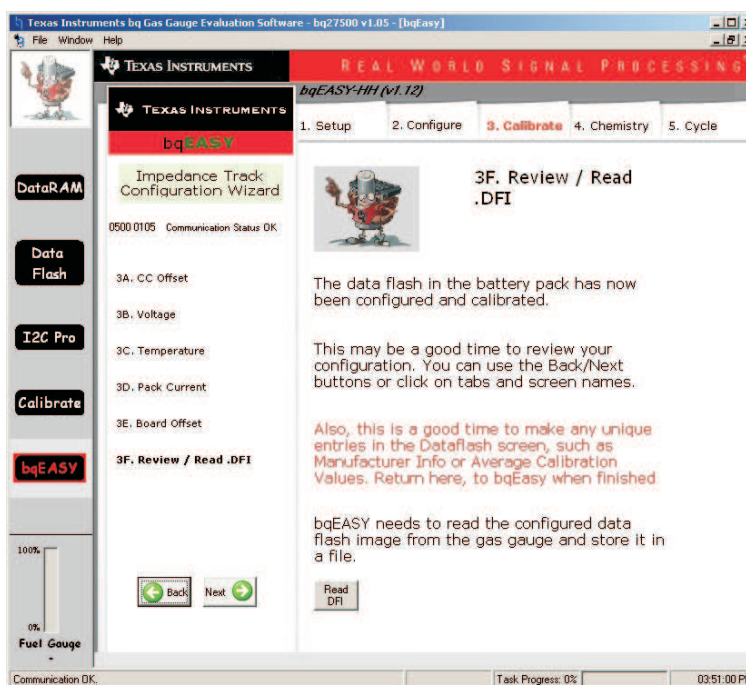 Texas Instruments bq Gas Gauge Evaluation Software - bq27500 v1.05 - [bqEasy]
File Window Help
TEXAS INSTRUMENTS
REAL WORLD SIGNAL PROCESSING
bqEASY-HH (v1.12)
TEXAS INSTRUMENTS
bqEASY
1. Setup
2. Configure
3. Calibrate
4. Chemistry
5. Cycle
Impedance Track
Configuration Wizard
0500 0105 Communication Status OK
3A. CC Offset
3B. Voltage
3C. Temperature
3D. Pack Current
3E. Board Offset
3F. Review / Read .DFI
Back
Next
DataRAM
Data
Flash
I2C Pro
Calibrate
bqEASY
100%
0%
Fuel Gauge
-
3F. Review / Read
.DFI
The data flash in the battery pack has now
been configured and calibrated.
This may be a good time to review your
configuration. You can use the Back/Next
buttons or click on tabs and screen names.
Also, this is a good time to make any unique
entries in the Dataflash screen, such as
Manufacturer Info or Average Calibration
Values. Return here, to bqEasy when finished
bqEASY needs to read the configured data
flash image from the gas gauge and store it in
a file.
Read
DFI
Communication OK.
Task Progress: 0%
03:51:00 P